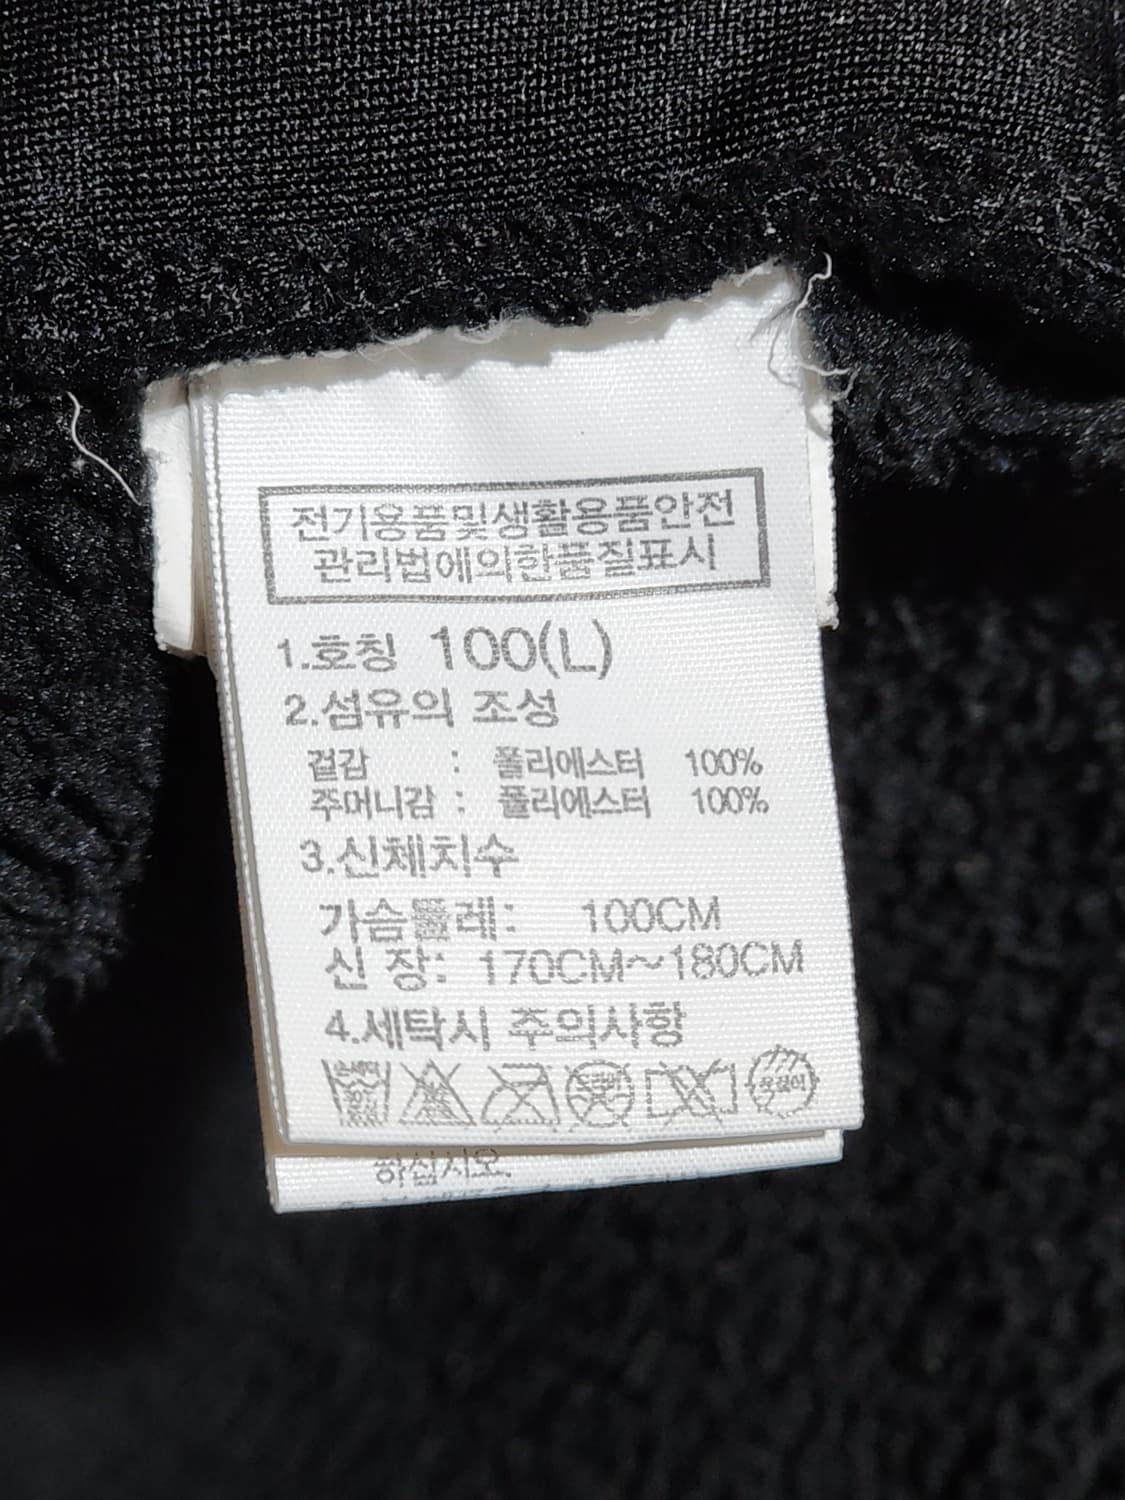 전기용품및생활용품안전
관리법에의한품질표시
1.호칭 100(L)
2.섬유의 조성
겉감 : 폴리에스터 100%
주머니감 : 폴리에스터 100%
3.신체치수
가슴둘레: 100CM
신 장: 170CM~180CM
4.세탁시 주의사항
하십시오.